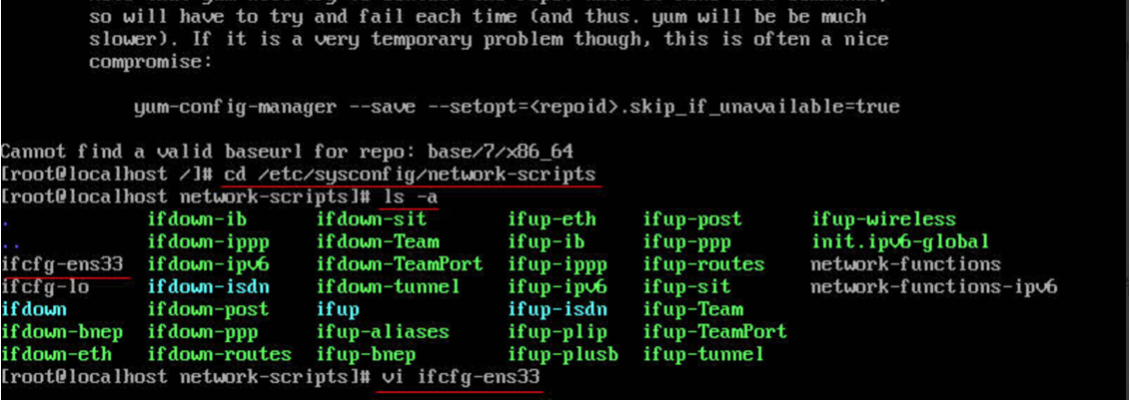 so will have to try and fail each time (and thus. yum will be be much
slower). If it is a very temporary problem though, this is often a nice
compromise:
yum-config-manager --save --setopt=<repoid>.skip_if_unavailable=true
Cannot find a valid baseurl for repo: base/7/x86_64
[root@localhost /]# cd /etc/sysconfig/network-scripts
[root@localhost network-scripts]# ls -a
. ifdown-ib ifdown-sit ifup-eth ifup-post ifup-wireless
.. ifdown-ippp ifdown-Team ifup-ib ifup-ppp init.ipv6-global
ifcfg-ens33 ifdown-ipv6 ifdown-TeamPort ifup-ippp ifup-routes network-functions
ifcfg-lo ifdown-isdn ifdown-tunnel ifup-ipv6 ifup-sit network-functions-ipv6
ifdown ifdown-post ifup ifup-isdn ifup-Team
ifdown-bnep ifdown-ppp ifup-aliases ifup-plip ifup-TeamPort
ifdown-eth ifdown-routes ifup-bnep ifup-plusb ifup-tunnel
[root@localhost network-scripts]# vi ifcfg-ens33